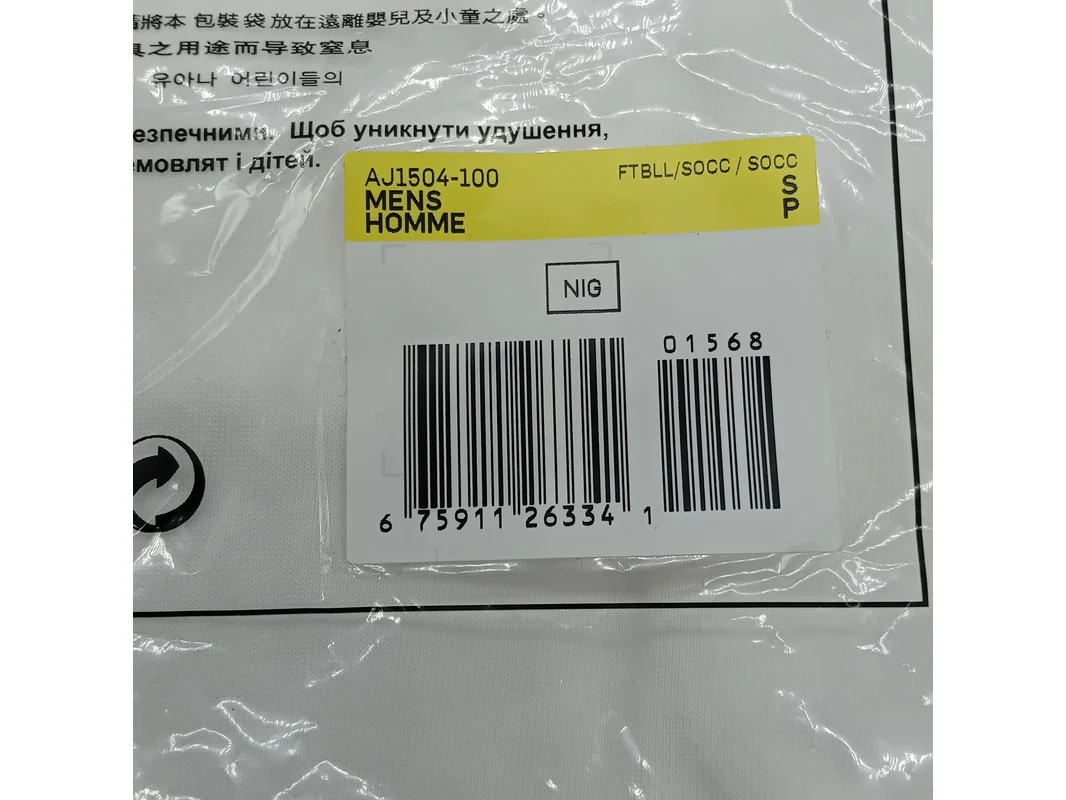 將本 包裝 袋 放在遠離嬰兒及小童之處。
之用途而导致窒息
유아나 어린이들의
езпечними. Щоб уникнути удушення,
емовлят і дітей.
AJ1504-100
FTBLL/SOCC / SOCC
MENS
S
HOMME
P
NIG
01568
6 75911 26334 1